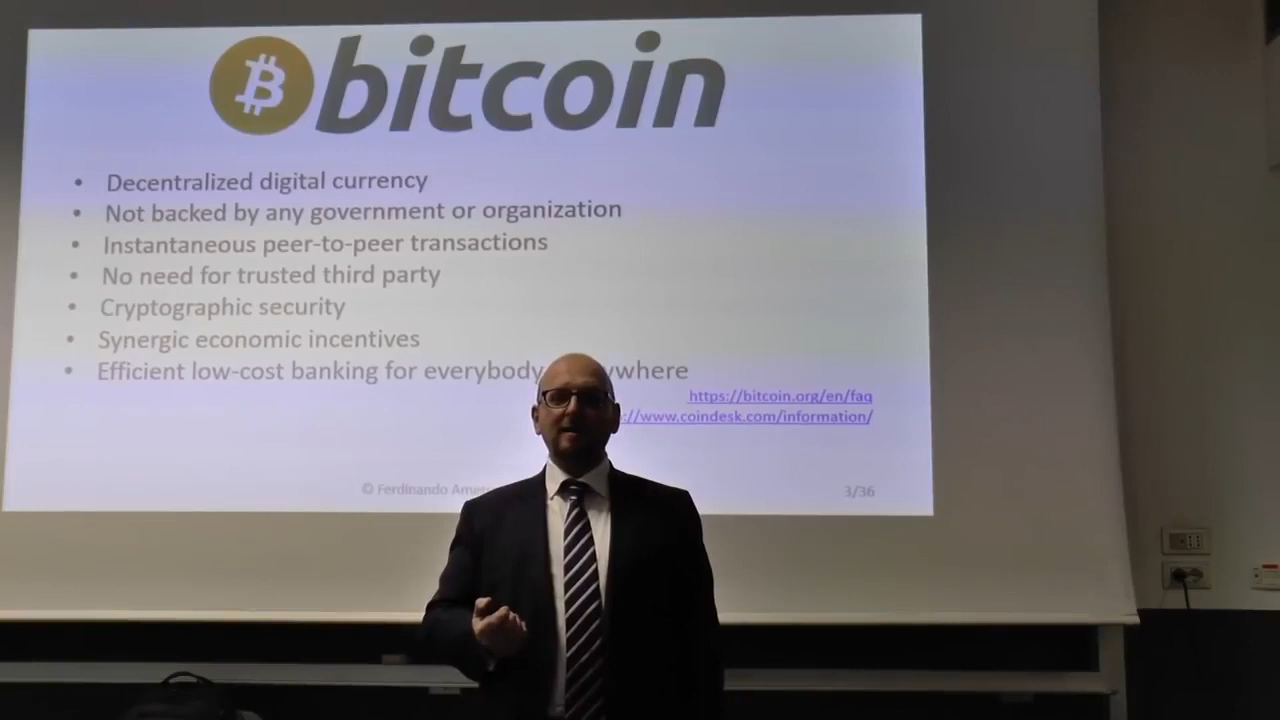 bitcoin
• Decentralized digital currency
• Not backed by any government or organization
• Instantaneous peer-to-peer transactions
• No need for trusted third party
• Cryptographic security
• Synergic economic incentives
• Efficient low-cost banking for everybody
https://bitcoin.org/en/faq
://www.coindesk.com/information/
© Ferdinando
3/36